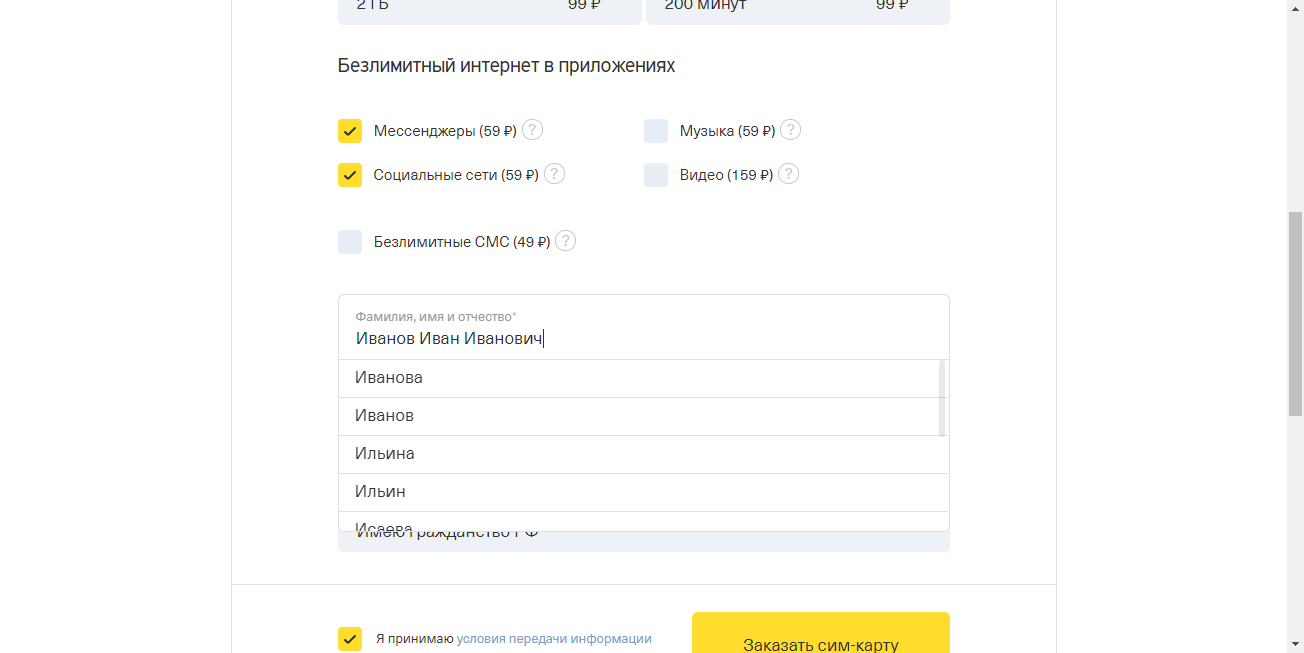 2 ГБ 99 ₽ 200 минут 99 ₽
Безлимитный интернет в приложениях
Мессенджеры (59 ₽) ? Музыка (59 ₽) ?
Социальные сети (59 ₽) ? Видео (159 ₽) ?
Безлимитные СМС (49 ₽) ?
Фамилия, имя и отчество*
Иванов Иван Иванович
Иванова
Иванов
Ильина
Ильин
Исаева
Имею гражданство РФ
Я принимаю условия передачи информации
Заказать сим-карту